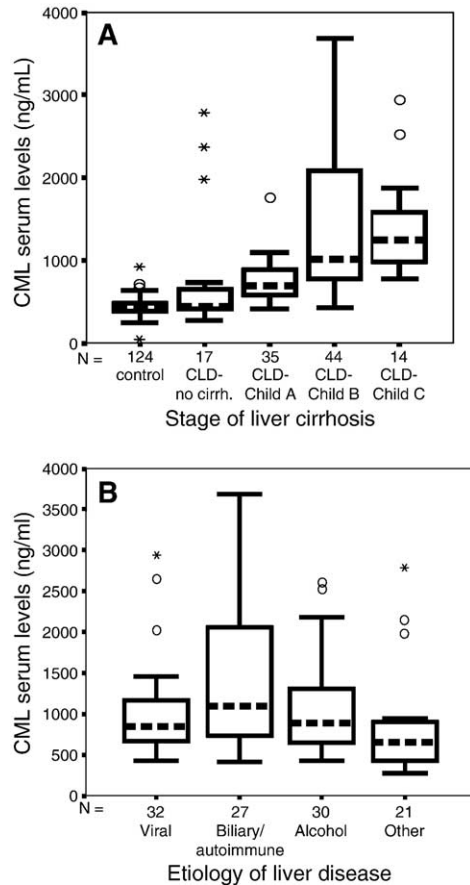 A
CML serum levels (ng/mL)
4000
3000
2000
1000
0
N = 124 17 35 44 14
control CLD- CLD- CLD- CLD-
no cirrh. Child A Child B Child C
Stage of liver cirrhosis
B
CML serum levels (ng/ml)
4000
3500
3000
2500
2000
1500
1000
500
0
N = 32 27 30 21
Viral Biliary/ Alcohol Other
autoimmune
Etiology of liver disease